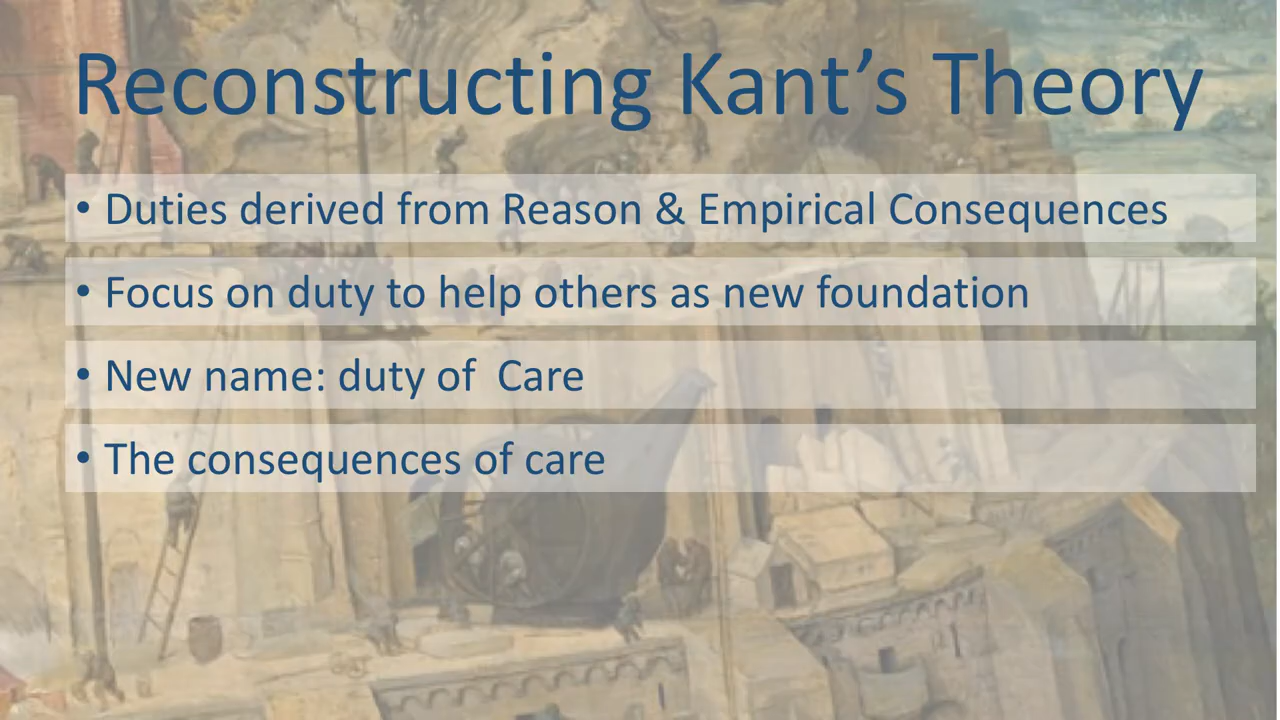 Reconstructing Kant’s Theory
• Duties derived from Reason & Empirical Consequences
• Focus on duty to help others as new foundation
• New name: duty of  Care
• The consequences of care